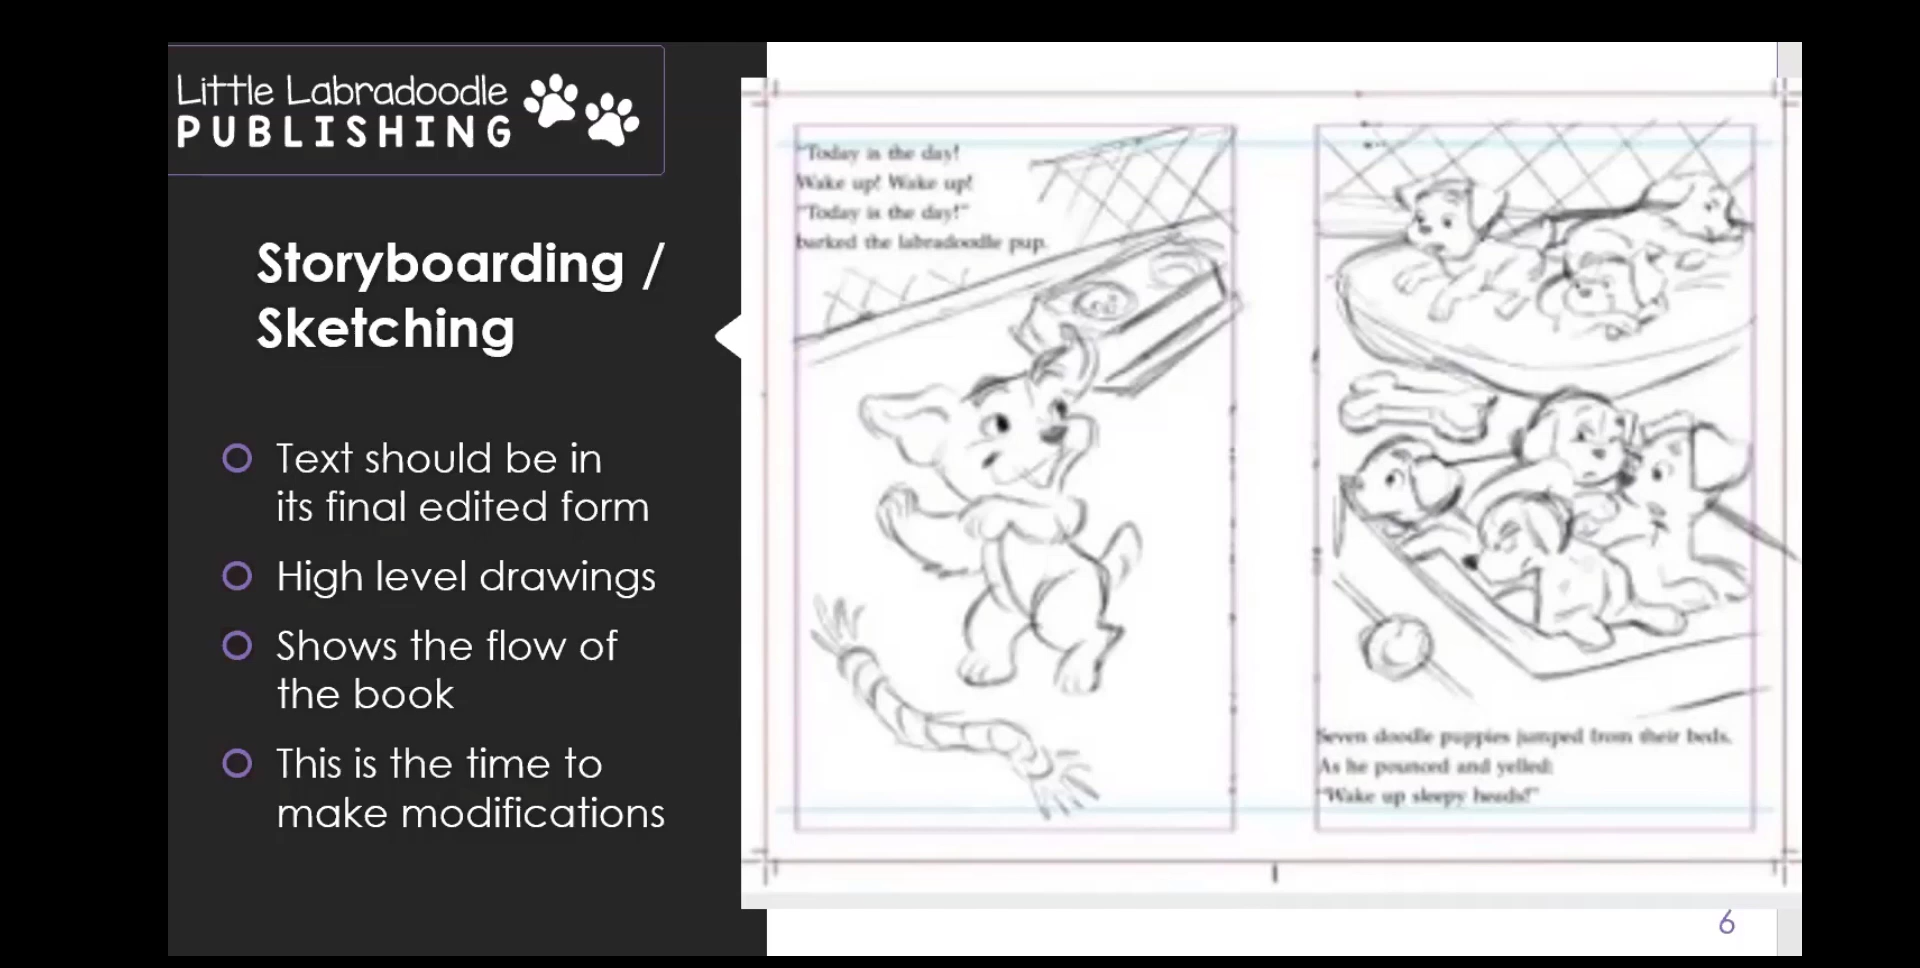 Little Labradoodle
PUBLISHING
Storyboarding /
Sketching
Text should be in
its final edited form
High level drawings
Shows the flow of
the book
This is the time to
make modifications
"Today is the day!
Wake up! Wake up!
"Today is the day!"
barked the labradoodle pup.
Seven doodle puppies jumped from their beds.
As he pounced and yelled:
"Wake up sleepy heads!"
6